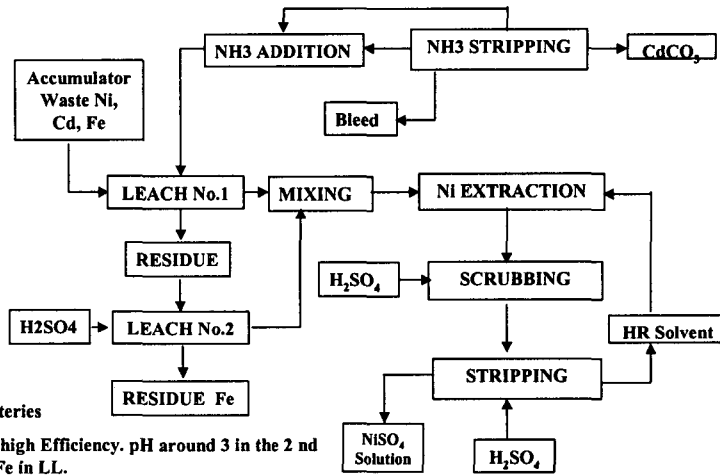 NH3 ADDITION
NH3 STRIPPING
CdCO3
Accumulator
Waste Ni,
Cd, Fe
Bleed
LEACH No.1
MIXING
Ni EXTRACTION
RESIDUE
H2SO4
SCRUBBING
H2SO4
LEACH No.2
HR Solvent
STRIPPING
RESIDUE Fe
teries
NiSO4
Solution
H2SO4
high Efficiency. pH around 3 in the 2 nd
Fe in LL.